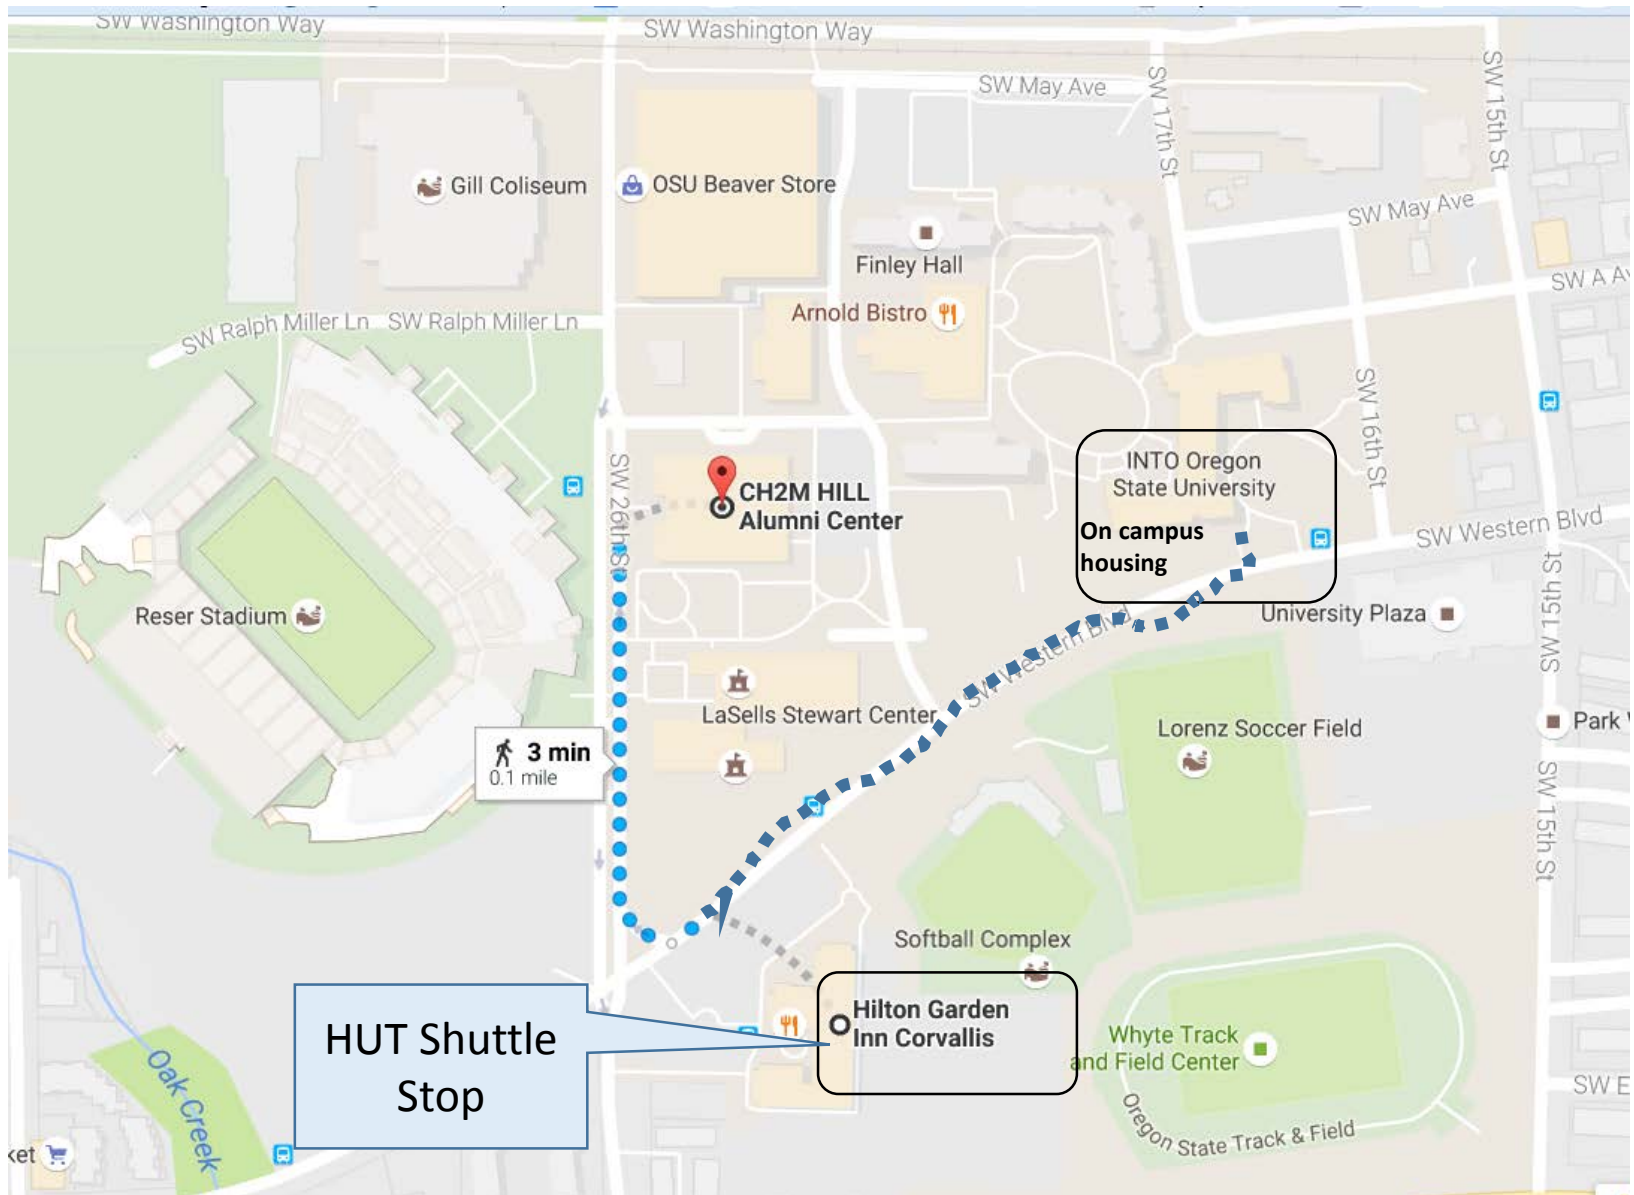 SW Washington Way
SW Washington Way
SW May Ave
SW 17th St
SW 15th St
Gill Coliseum
OSU Beaver Store
SW May Ave
Finley Hall
SW A Av
Arnold Bistro
SW Ralph Miller Ln
SW Ralph Miller Ln
SW 16th St
INTO Oregon
State University
On campus
housing
SW 26th St
CH2M HILL
Alumni Center
SW Western Blvd
SW 15th St
Reser Stadium
University Plaza
SW Western Blvd
LaSells Stewart Center
Lorenz Soccer Field
Park
3 min
0.1 mile
SW 15th St
Softball Complex
Hilton Garden
Inn Corvallis
HUT Shuttle
Stop
Whyte Track
and Field Center
Oak Creek
SW E
Oregon State Track & Field
ket